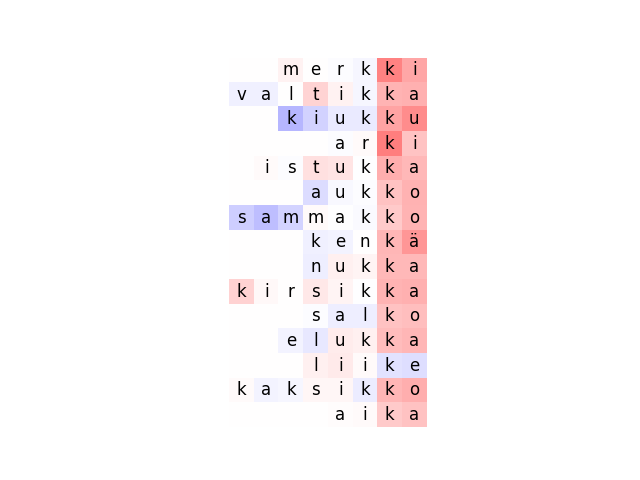 merkki
valtikka
kiukku
arki
istukka
aukko
sammakko
kenkä
nukka
kirsikka
salko
elukka
liike
kaksikko
aika